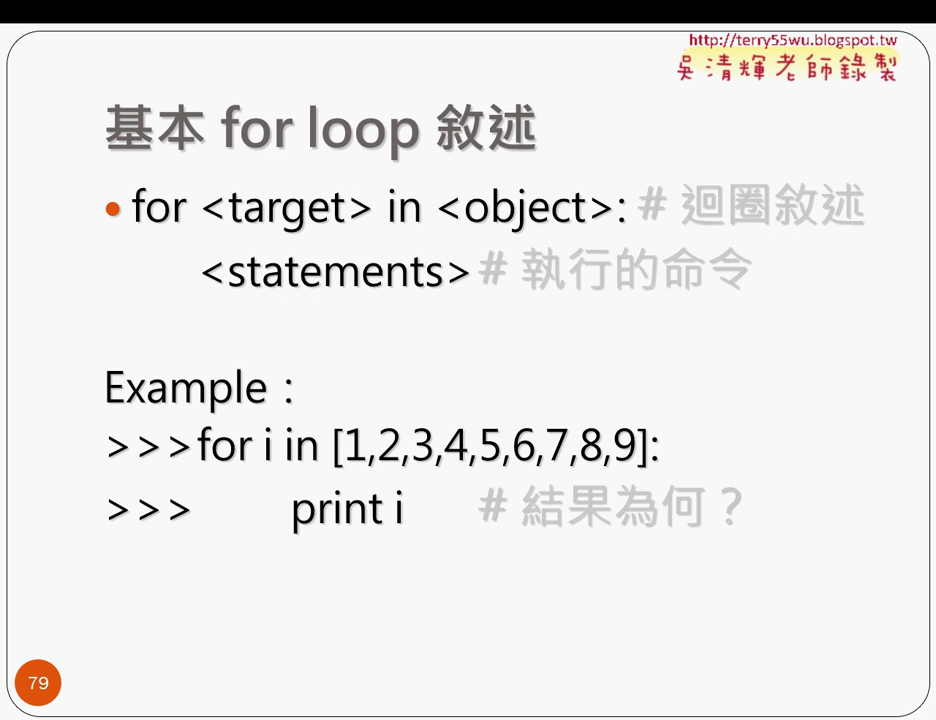 http://terry55wu.blogspot.tw
吳清輝老師錄製
基本 for loop 敘述
• for <target> in <object>: # 迴圈敘述
<statements> # 執行的命令
Example：
>>>for i in [1,2,3,4,5,6,7,8,9]:
>>> print i # 結果為何？
79